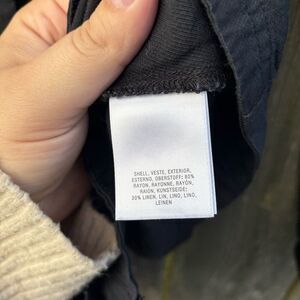 SHELL, VESTE, EXTERIOR,
ESTERNO, OBERSTOFF: 80%
RAYON, RAYONNE, RAYÓN,
RAION, KUNSTSEIDE;
20% LINEN, LIN, LINO, LINO,
LEINEN